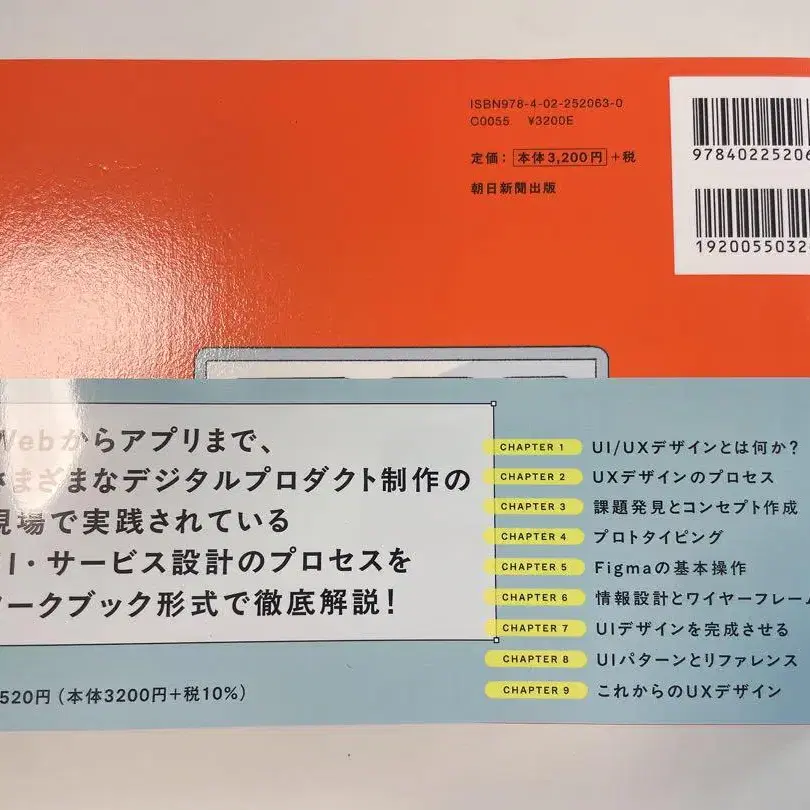 ISBN978-4-02-252063-0
C0055 ¥3200E
定価：本体3,200円＋税
朝日新聞出版
97840225206
1920055032
Webからアプリまで、
さまざまなデジタルプロダクト制作の
現場で実践されている
UI・サービス設計のプロセスを
ワークブック形式で徹底解説！
520円（本体3200円＋税10%）
CHAPTER 1 UI/UXデザインとは何か？
CHAPTER 2 UXデザインのプロセス
CHAPTER 3 課題発見とコンセプト作成
CHAPTER 4 プロトタイピング
CHAPTER 5 Figmaの基本操作
CHAPTER 6 情報設計とワイヤーフレーム
CHAPTER 7 UIデザインを完成させる
CHAPTER 8 UIパターンとリファレンス
CHAPTER 9 これからのUXデザイン